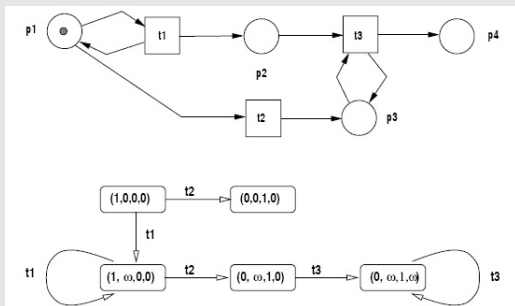 p1
t1
p2
t3
p4
t2
p3
(1,0,0,0)
t2
(0,0,1,0)
t1
t1
(1, ω,0,0)
t2
(0, ω,1,0)
t3
(0, ω,1,ω)
t3